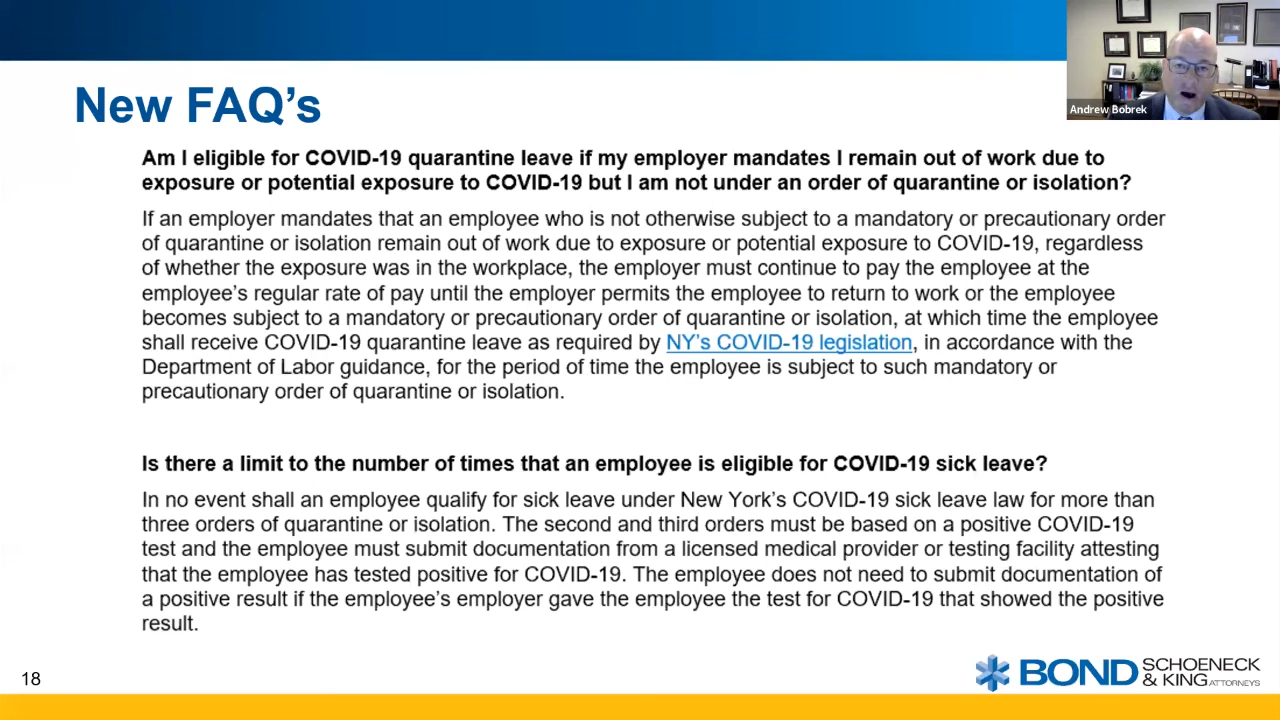 Andrew Bobrek
New FAQ's
Am I eligible for COVID-19 quarantine leave if my employer mandates I remain out of work due to
exposure or potential exposure to COVID-19 but I am not under an order of quarantine or isolation?
If an employer mandates that an employee who is not otherwise subject to a mandatory or precautionary order
of quarantine or isolation remain out of work due to exposure or potential exposure to COVID-19, regardless
of whether the exposure was in the workplace, the employer must continue to pay the employee at the
employee's regular rate of pay until the employer permits the employee to return to work or the employee
becomes subject to a mandatory or precautionary order of quarantine or isolation, at which time the employee
shall receive COVID-19 quarantine leave as required by NY's COVID-19 legislation, in accordance with the
Department of Labor guidance, for the period of time the employee is subject to such mandatory or
precautionary order of quarantine or isolation.
Is there a limit to the number of times that an employee is eligible for COVID-19 sick leave?
In no event shall an employee qualify for sick leave under New York's COVID-19 sick leave law for more than
three orders of quarantine or isolation. The second and third orders must be based on a positive COVID-19
test and the employee must submit documentation from a licensed medical provider or testing facility attesting
that the employee has tested positive for COVID-19. The employee does not need to submit documentation of
a positive result if the employee's employer gave the employee the test for COVID-19 that showed the positive
result.
18
BOND SCHOENECK
& KING ATTORNEYS